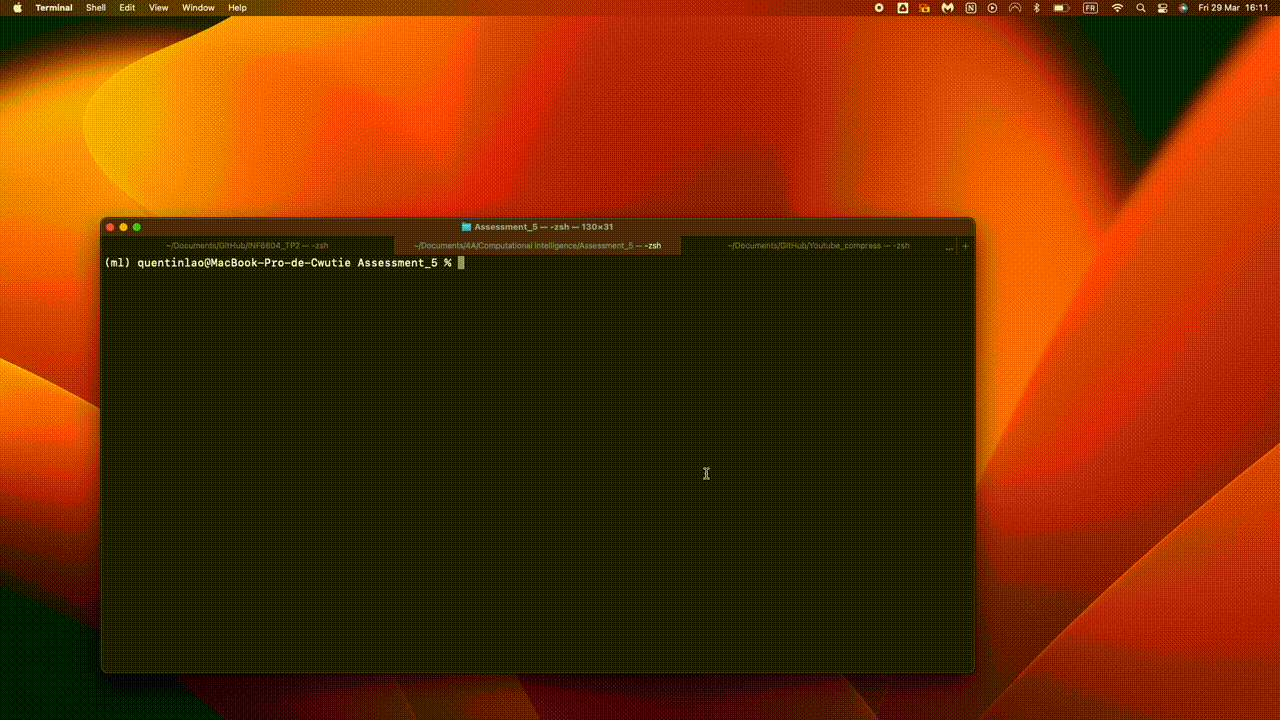 Terminal Shell Edit View Window Help FR Fri 29 Mar 16:11
Assessment_5 — -zsh — 130×31
~/Documents/GitHub/INF6804_TP2 — -zsh ~/Documents/4A/Computational Intelligence/Assessment_5 — -zsh ~/Documents/GitHub/Youtube_compress — -zsh ... +
(ml) quentinlao@MacBook-Pro-de-Cwutie Assessment_5 %